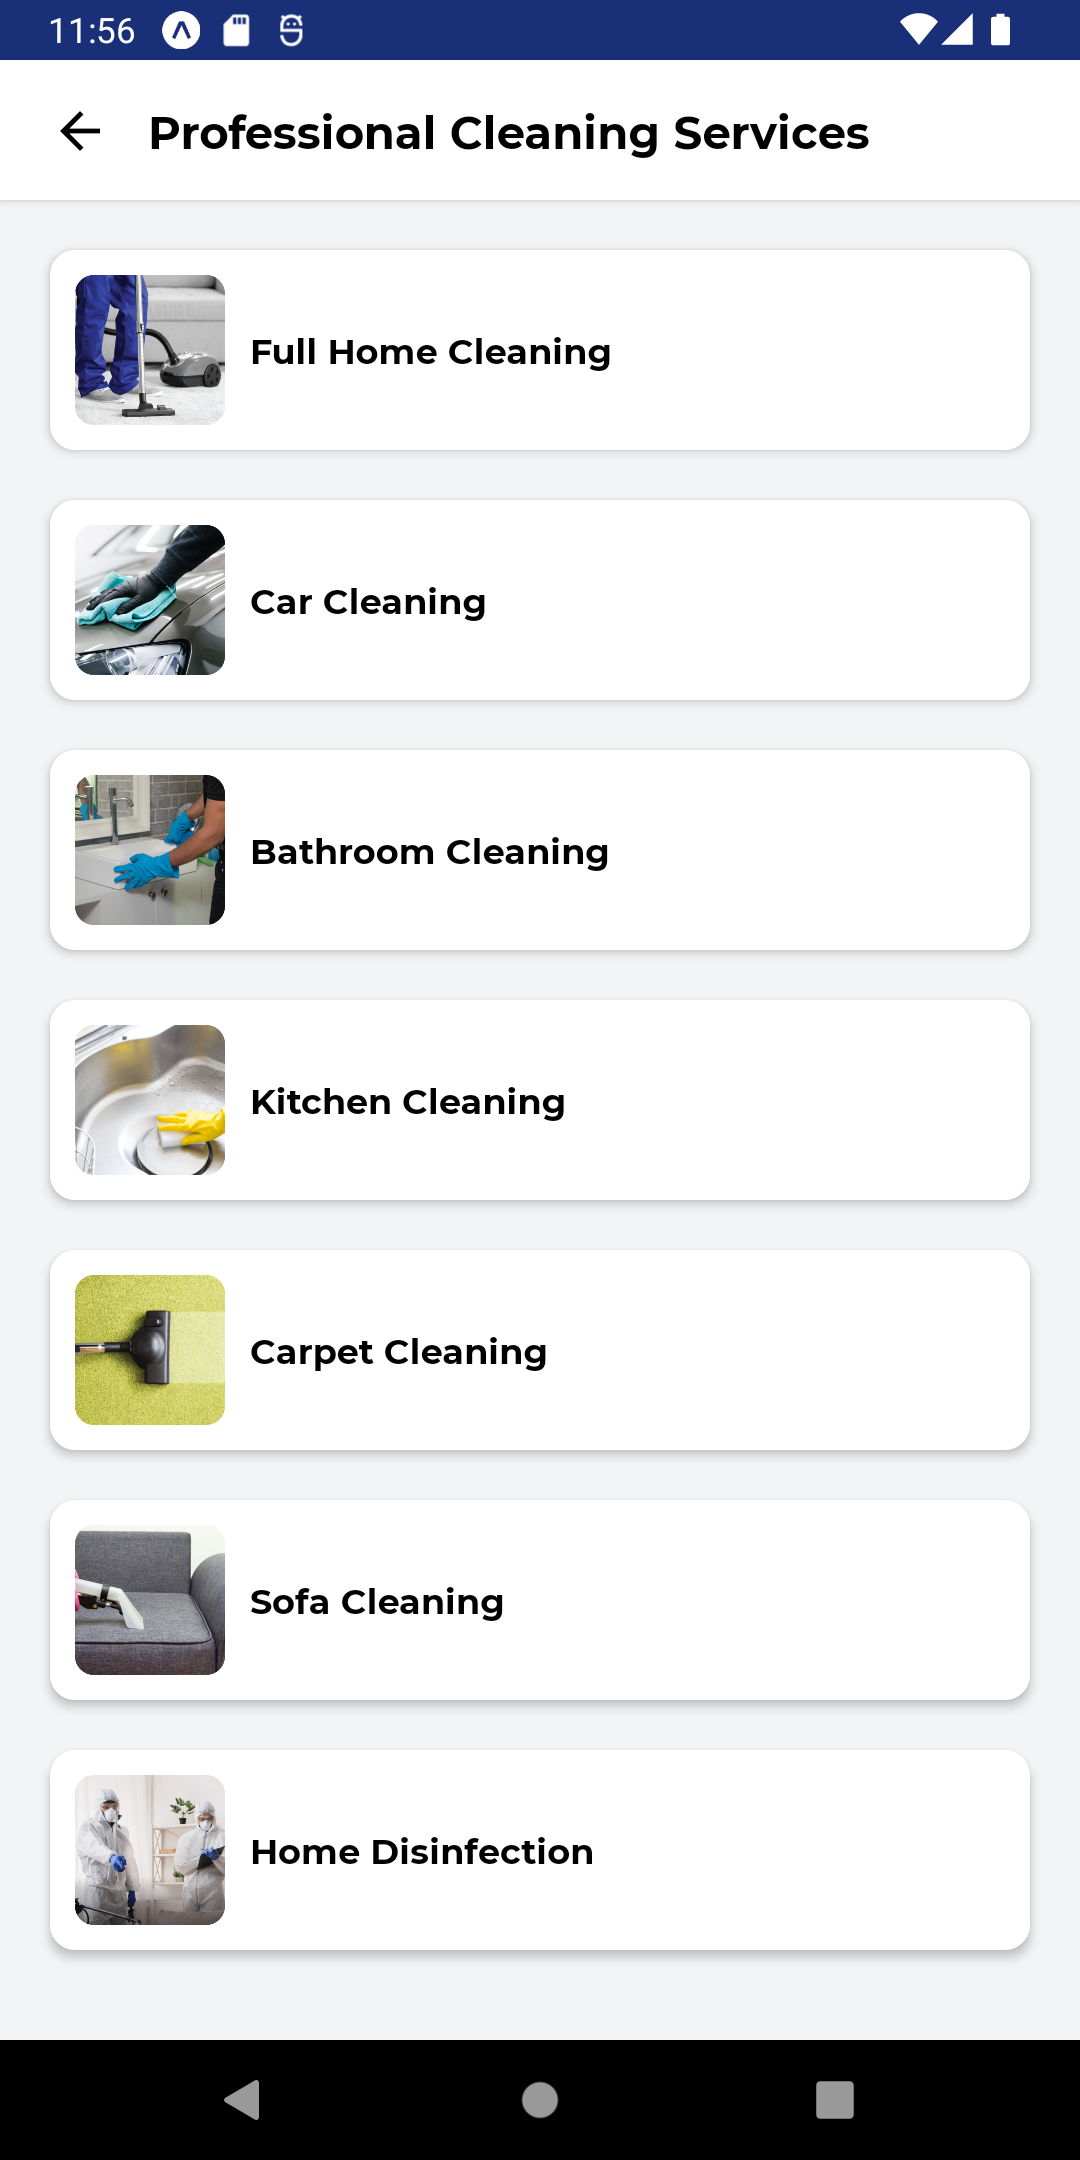 11:56
Professional Cleaning Services
Full Home Cleaning
Car Cleaning
Bathroom Cleaning
Kitchen Cleaning
Carpet Cleaning
Sofa Cleaning
Home Disinfection